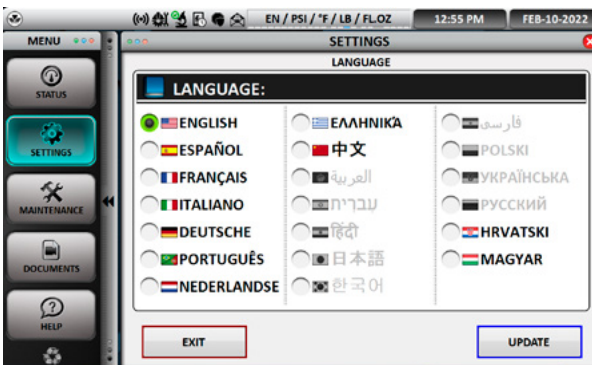 EN / PSI / °F / LB / FL.OZ
12:55 PM
FEB-10-2022
MENU
SETTINGS
LANGUAGE
STATUS
SETTINGS
MAINTENANCE
DOCUMENTS
HELP
LANGUAGE:
ENGLISH
ESPAÑOL
FRANÇAIS
ITALIANO
DEUTSCHE
PORTUGUÊS
NEDERLANDSE
ΕΛΛΗΝΙΚΆ
中文
العربية
עברית
हिंदी
日本語
한국어
فارسی
POLSKI
УКРАЇНСЬКА
РУССКИЙ
HRVATSKI
MAGYAR
EXIT
UPDATE